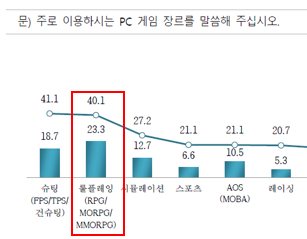 문) 주로 이용하시는 PC 게임 장르를 말씀해 주십시오.
41.1 40.1 27.2 21.1 21.1 20.7
18.7 23.3 12.7 6.6 10.5 5.3
슈팅 롤플레잉 시뮬레이션 스포츠 AOS 레이싱
(FPS/TPS/ (RPG/ (MOBA)
건슈팅) MORPG/
MMORPG)